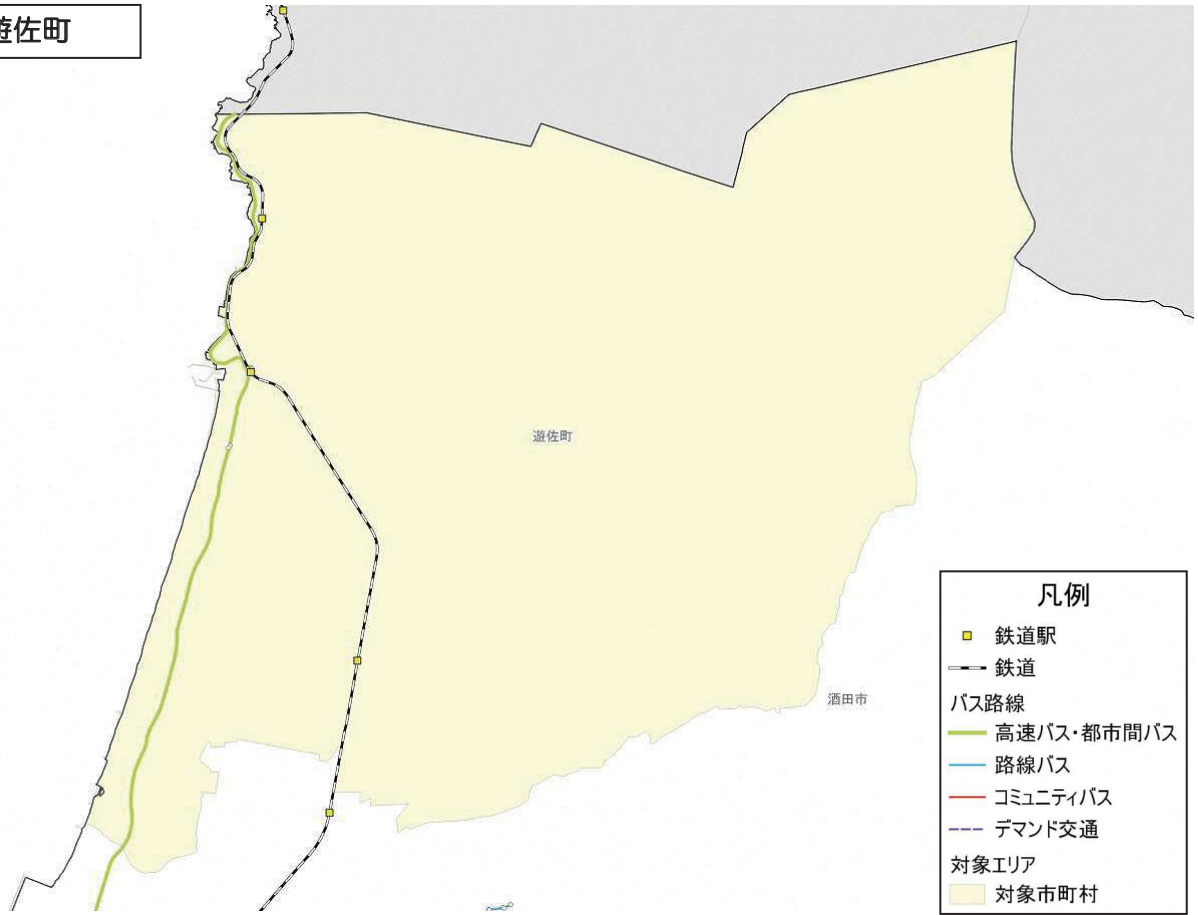 遊佐町
遊佐町
酒田市
凡例
鉄道駅
鉄道
バス路線
高速バス・都市間バス
路線バス
コミュニティバス
デマンド交通
対象エリア
対象市町村